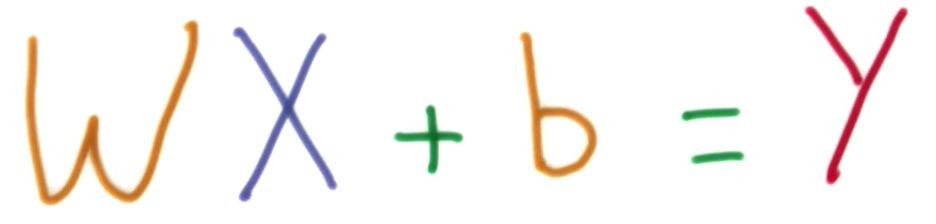 WX + b = Y